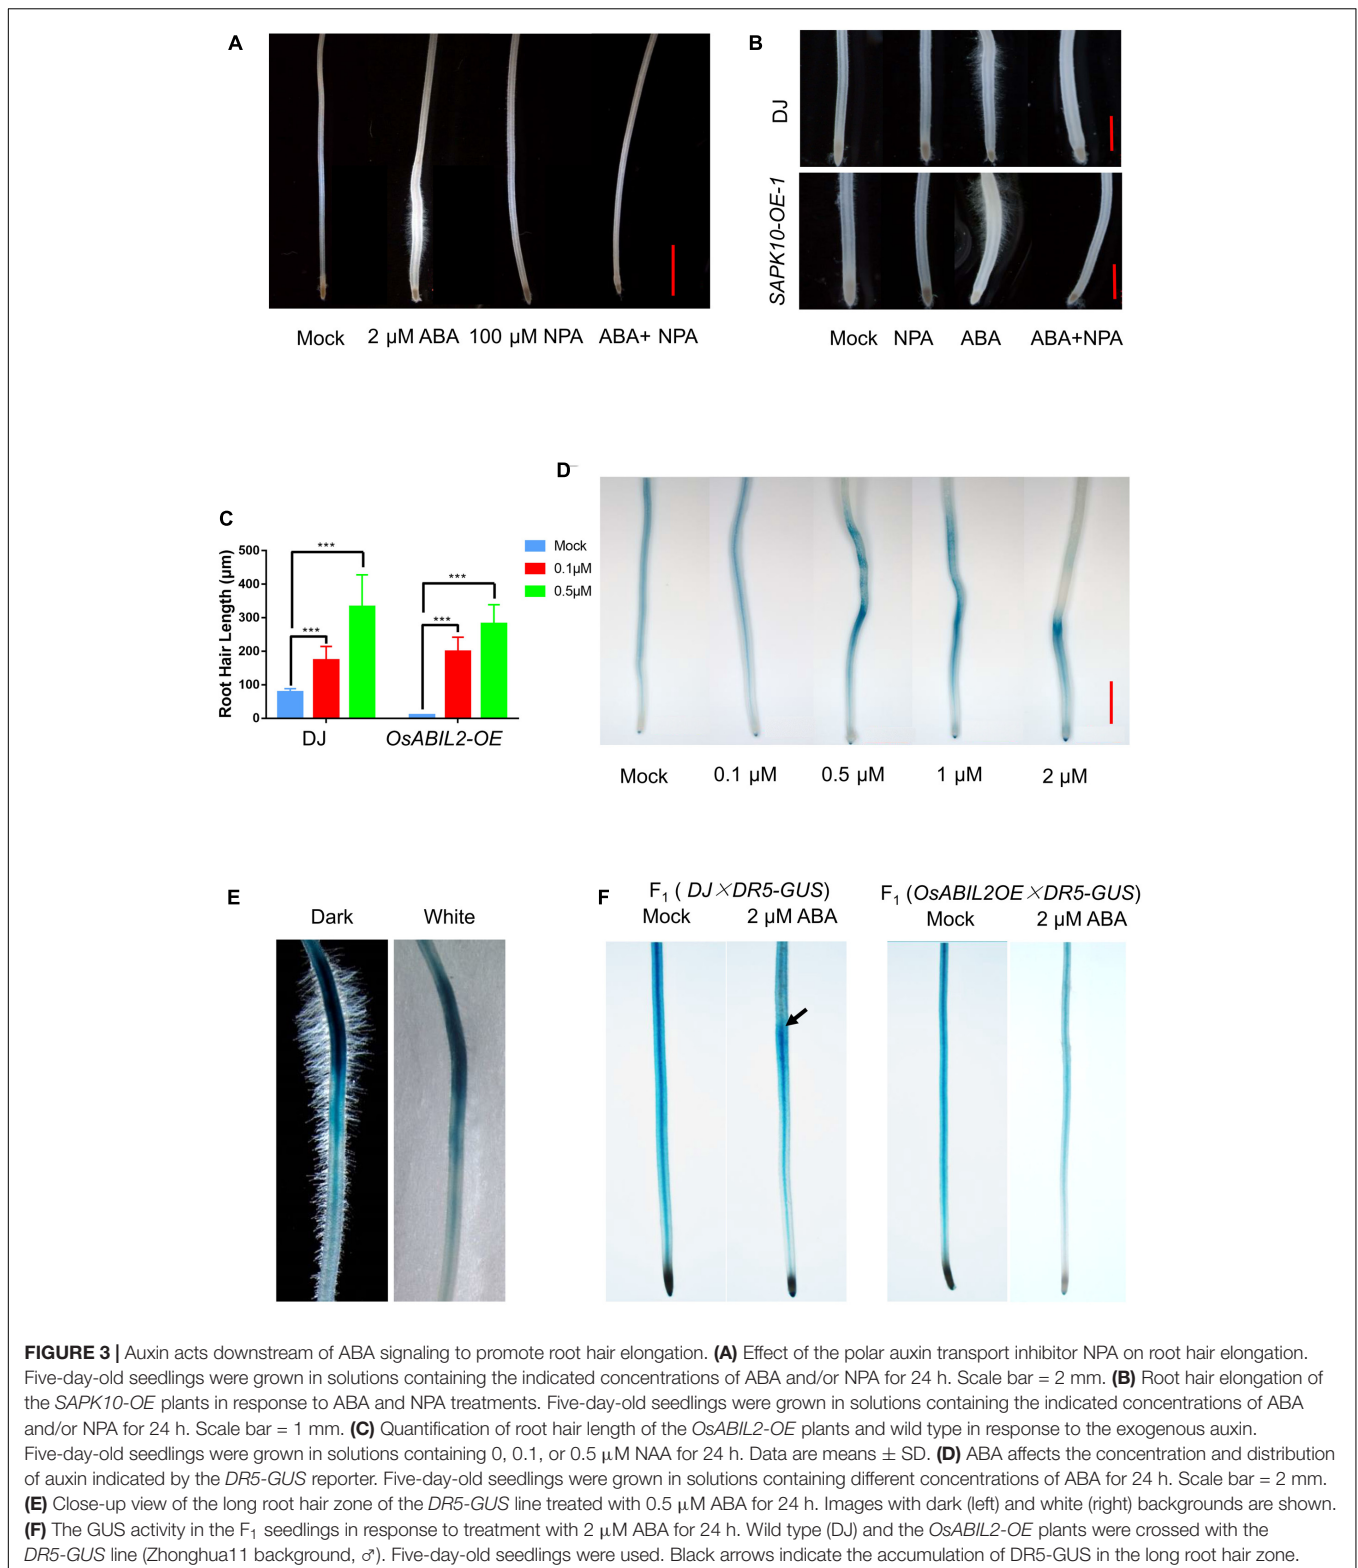 A
Mock 2 µM ABA 100 µM NPA ABA+ NPA
B
DJ
SAPK10-OE-1
Mock NPA ABA ABA+NPA
C
Root Hair Length (µm)
500
400
300
200
100
0
***
***
***
***
DJ OsABIL2-OE
Mock
0.1µM
0.5µM
D
Mock 0.1 µM 0.5 µM 1 µM 2 µM
E
Dark White
F
F1 ( DJ×DR5-GUS)
Mock 2 µM ABA
F1 (OsABIL2OE×DR5-GUS)
Mock 2 µM ABA
FIGURE 3 | Auxin acts downstream of ABA signaling to promote root hair elongation. (A) Effect of the polar auxin transport inhibitor NPA on root hair elongation.
Five-day-old seedlings were grown in solutions containing the indicated concentrations of ABA and/or NPA for 24 h. Scale bar = 2 mm. (B) Root hair elongation of
the SAPK10-OE plants in response to ABA and NPA treatments. Five-day-old seedlings were grown in solutions containing the indicated concentrations of ABA
and/or NPA for 24 h. Scale bar = 1 mm. (C) Quantification of root hair length of the OsABIL2-OE plants and wild type in response to the exogenous auxin.
Five-day-old seedlings were grown in solutions containing 0, 0.1, or 0.5 µM NAA for 24 h. Data are means ± SD. (D) ABA affects the concentration and distribution
of auxin indicated by the DR5-GUS reporter. Five-day-old seedlings were grown in solutions containing different concentrations of ABA for 24 h. Scale bar = 2 mm.
(E) Close-up view of the long root hair zone of the DR5-GUS line treated with 0.5 µM ABA for 24 h. Images with dark (left) and white (right) backgrounds are shown.
(F) The GUS activity in the F1 seedlings in response to treatment with 2 µM ABA for 24 h. Wild type (DJ) and the OsABIL2-OE plants were crossed with the
DR5-GUS line (Zhonghua11 background, ♂). Five-day-old seedlings were used. Black arrows indicate the accumulation of DR5-GUS in the long root hair zone.